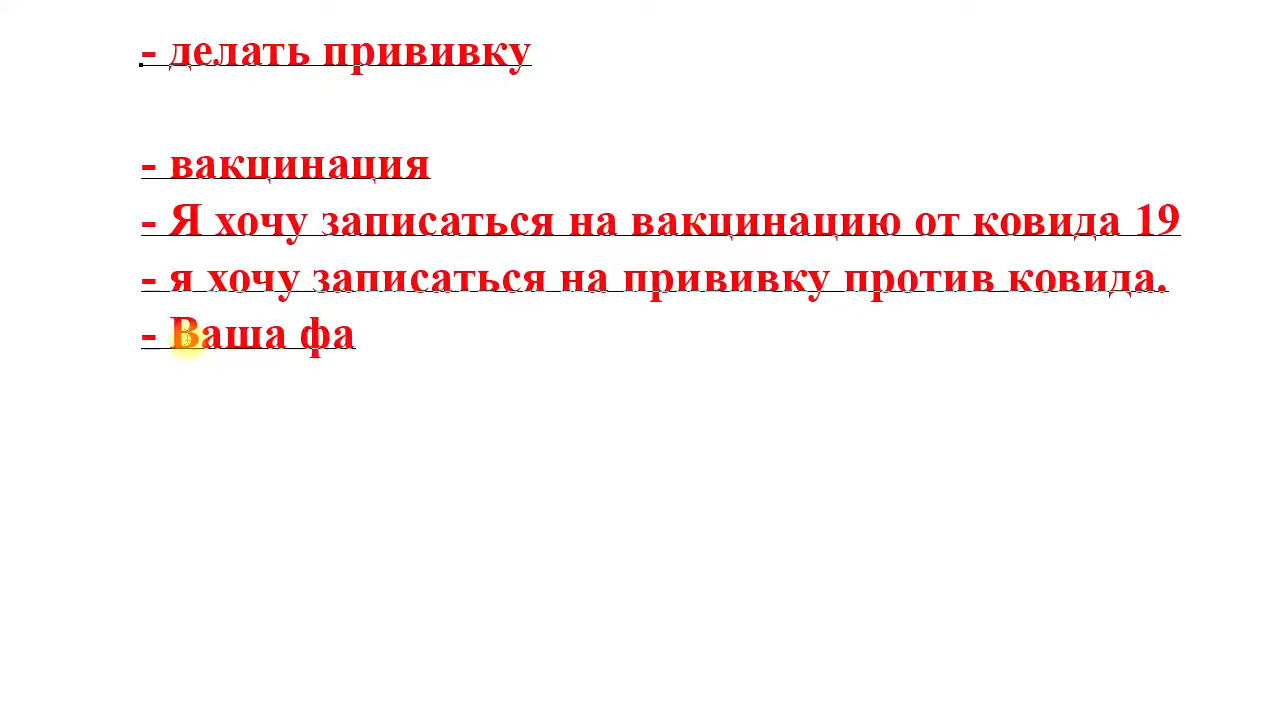 - делать прививку
- вакцинация
- Я хочу записаться на вакцинацию от ковида 19
- я хочу записаться на прививку против ковида.
- Ваша фа